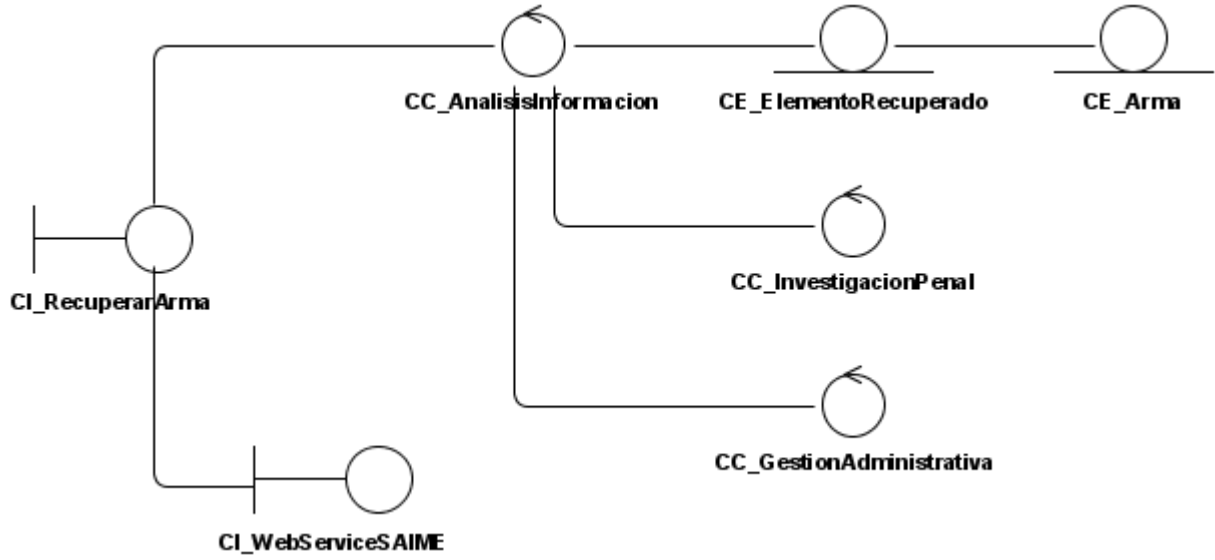 CC_AnalisisInformacion
CE_ElementoRecuperado
CE_Arma
CC_InvestigacionPenal
CI_RecuperarArma
CC_GestionAdministrativa
CI_WebServiceSAIME